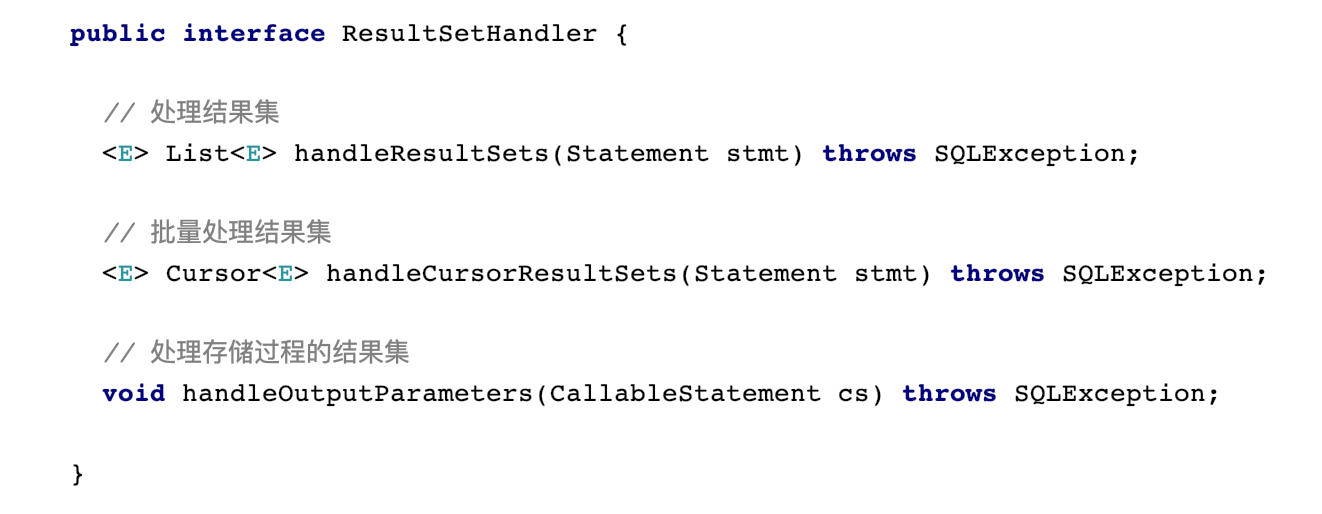 public interface ResultSetHandler {
// 处理结果集
<E> List<E> handleResultSets(Statement stmt) throws SQLException;
// 批量处理结果集
<E> Cursor<E> handleCursorResultSets(Statement stmt) throws SQLException;
// 处理存储过程的结果集
void handleOutputParameters(CallableStatement cs) throws SQLException;
}